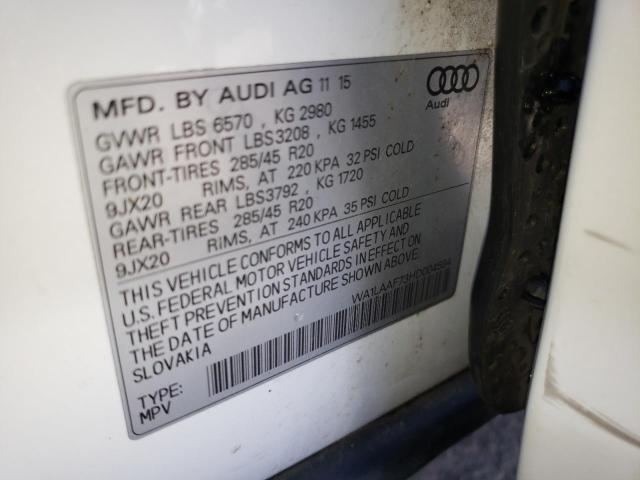 MFD. BY AUDI AG 11 15
Audi
GVWR LBS 6570 , KG 2980
GAWR FRONT LBS3208 , KG 1455
FRONT-TIRES 285/45 R20
9JX20 RIMS, AT 220 KPA 32 PSI COLD
GAWR REAR LBS3792 , KG 1720
REAR-TIRES 285/45 R20
9JX20 RIMS, AT 240 KPA 35 PSI COLD
THIS VEHICLE CONFORMS TO ALL APPLICABLE
U.S. FEDERAL MOTOR VEHICLE SAFETY AND
THEFT PREVENTION STANDARDS IN EFFECT ON
THE DATE OF MANUFACTURE SHOWN ABOVE.
SLOVAKIA
WA1LAAF73HD004594
TYPE:
MPV